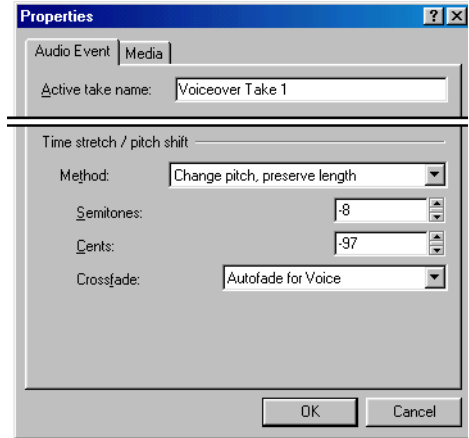 Properties
Audio Event Media
Active take name: Voiceover Take 1
Time stretch / pitch shift
Method: Change pitch, preserve length
Semitones: -8
Cents: -97
Crossfade: Autofade for Voice
OK Cancel